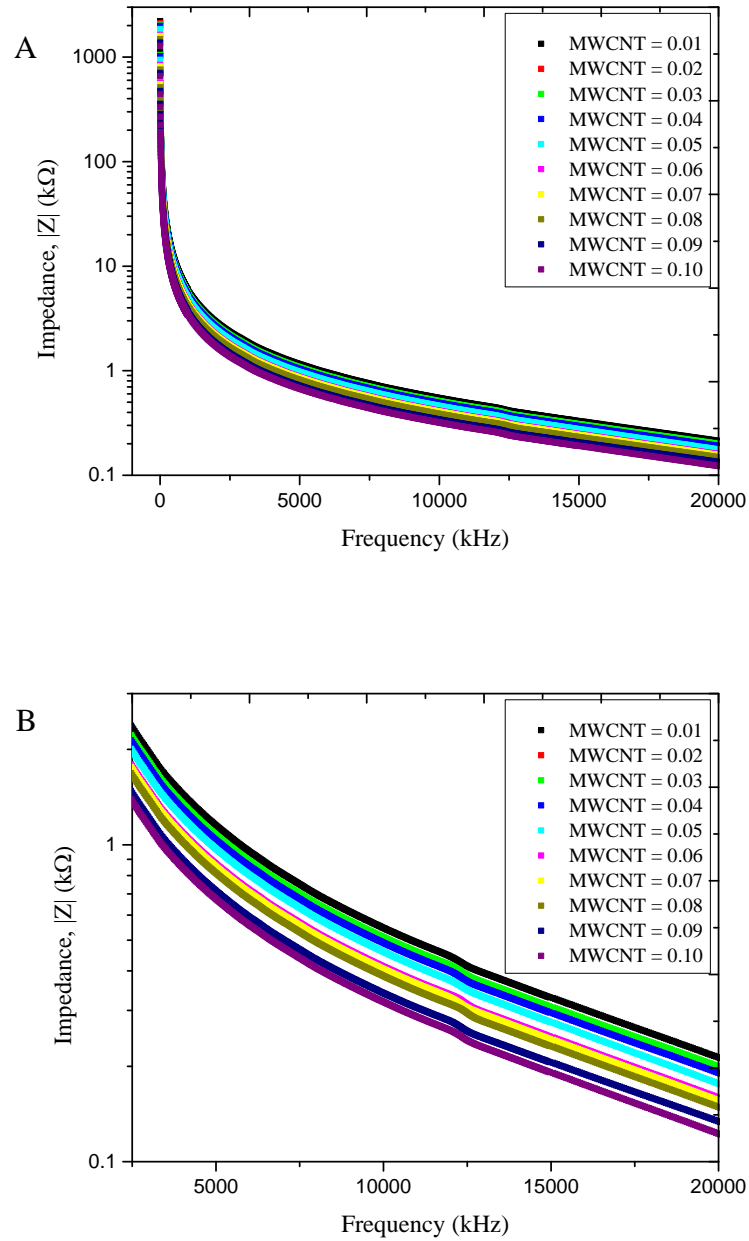 A
1000
100
10
1
0.1
Impedance, |Z| (kΩ)
0
5000
10000
15000
20000
Frequency (kHz)
MWCNT = 0.01
MWCNT = 0.02
MWCNT = 0.03
MWCNT = 0.04
MWCNT = 0.05
MWCNT = 0.06
MWCNT = 0.07
MWCNT = 0.08
MWCNT = 0.09
MWCNT = 0.10
B
1
0.1
Impedance, |Z| (kΩ)
5000
10000
15000
20000
Frequency (kHz)
MWCNT = 0.01
MWCNT = 0.02
MWCNT = 0.03
MWCNT = 0.04
MWCNT = 0.05
MWCNT = 0.06
MWCNT = 0.07
MWCNT = 0.08
MWCNT = 0.09
MWCNT = 0.10